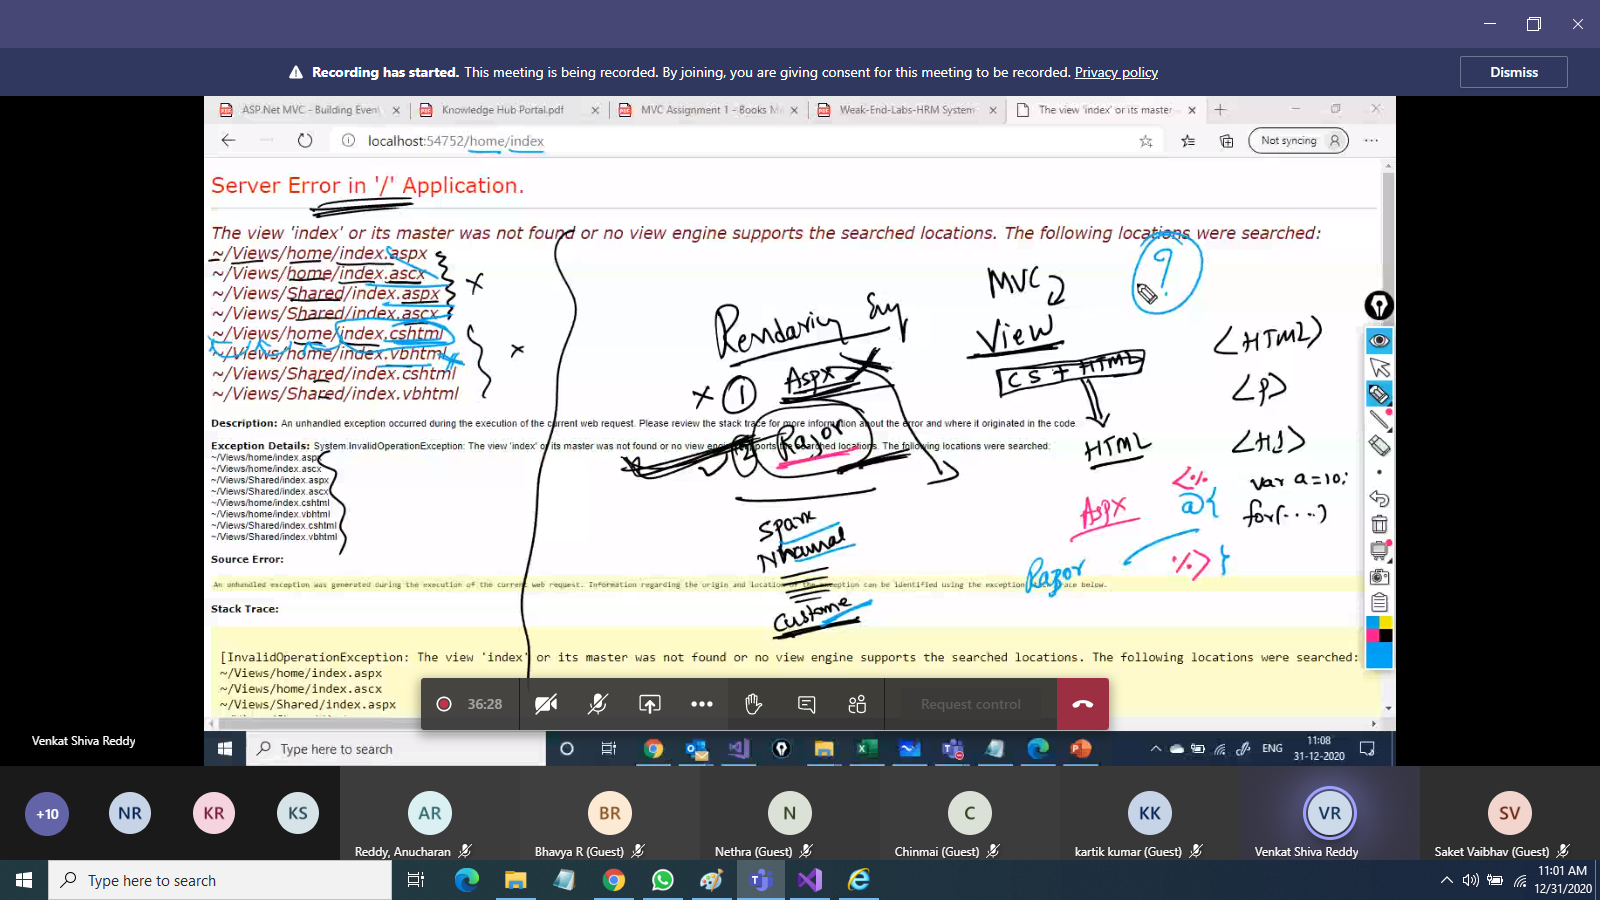 Recording has started. This meeting is being recorded. By joining, you are giving consent for this meeting to be recorded. Privacy policy
Dismiss
ASP.Net MVC - Building Even
Knowledge Hub Portal.pdf
MVC Assignment 1 - Books M
Weak-End-Labs-HRM System
The view 'index' or its master
localhost:54752/home/index
Not syncing
Server Error in '/' Application.
The view 'index' or its master was not found or no view engine supports the searched locations. The following locations were searched:
~/Views/home/index.aspx
~/Views/home/index.ascx
~/Views/Shared/index.aspx
~/Views/Shared/index.ascx
~/Views/home/index.cshtml
~/Views/home/index.vbhtml
~/Views/Shared/index.cshtml
~/Views/Shared/index.vbhtml
X
X
Rendaring
X 1 Aspx
2 Razor
Spark
Nhamal
Custome
MVC 2
View
CS + HTML
HTML
?
<HTML>
<p>
<H1>
var a = 10;
for(.....)
Aspx
<%
@{
%> }
Razor
Description: An unhandled exception occurred during the execution of the current web request. Please review the stack trace for more information about the error and where it originated in the code.
Exception Details: System.InvalidOperationException: The view 'index' or its master was not found or no view engine supports the searched locations. The following locations were searched:
~/Views/home/index.aspx
~/Views/home/index.ascx
~/Views/Shared/index.aspx
~/Views/Shared/index.ascx
~/Views/home/index.cshtml
~/Views/home/index.vbhtml
~/Views/Shared/index.cshtml
~/Views/Shared/index.vbhtml
Source Error:
An unhandled exception was generated during the execution of the current web request. Information regarding the origin and location of the exception can be identified using the exception stack trace below.
Stack Trace:
[InvalidOperationException: The view 'index' or its master was not found or no view engine supports the searched locations. The following locations were searched:
~/Views/home/index.aspx
~/Views/home/index.ascx
~/Views/Shared/index.aspx
36:28
Request control
Venkat Shiva Reddy
Type here to search
ENG
11:08
31-12-2020
+10
NR
KR
KS
AR
BR
N
C
KK
VR
SV
Reddy, Anucharan
Bhavya R (Guest)
Nethra (Guest)
Chinmai (Guest)
kartik kumar (Guest)
Venkat Shiva Reddy
Saket Vaibhav (Guest)
Type here to search
11:01 AM
12/31/2020